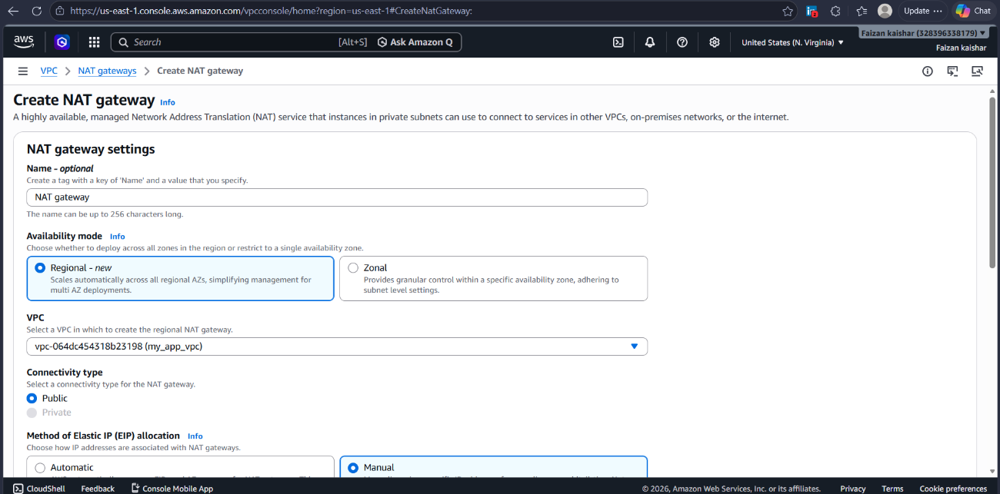 https://us-east-1.console.aws.amazon.com/vpcconsole/home?region=us-east-1#CreateNatGateway:
Update
Chat
aws
Search
[Alt+S]
Ask Amazon Q
United States (N. Virginia)
Faizan kaishar (328396338179)
Faizan kaishar
VPC > NAT gateways > Create NAT gateway
Create NAT gateway Info
A highly available, managed Network Address Translation (NAT) service that instances in private subnets can use to connect to services in other VPCs, on-premises networks, or the internet.
NAT gateway settings
Name - optional
Create a tag with a key of 'Name' and a value that you specify.
NAT gateway
The name can be up to 256 characters long.
Availability mode Info
Choose whether to deploy across all zones in the region or restrict to a single availability zone.
Regional - new
Scales automatically across all regional AZs, simplifying management for
multi AZ deployments.
Zonal
Provides granular control within a specific availability zone, adhering to
subnet level settings.
VPC
Select a VPC in which to create the regional NAT gateway.
vpc-064dc454318b23198 (my_app_vpc)
Connectivity type
Select a connectivity type for the NAT gateway.
Public
Private
Method of Elastic IP (EIP) allocation Info
Choose how IP addresses are associated with NAT gateways.
Automatic
Manual
CloudShell
Feedback
Console Mobile App
© 2026, Amazon Web Services, Inc. or its affiliates.
Privacy
Terms
Cookie preferences